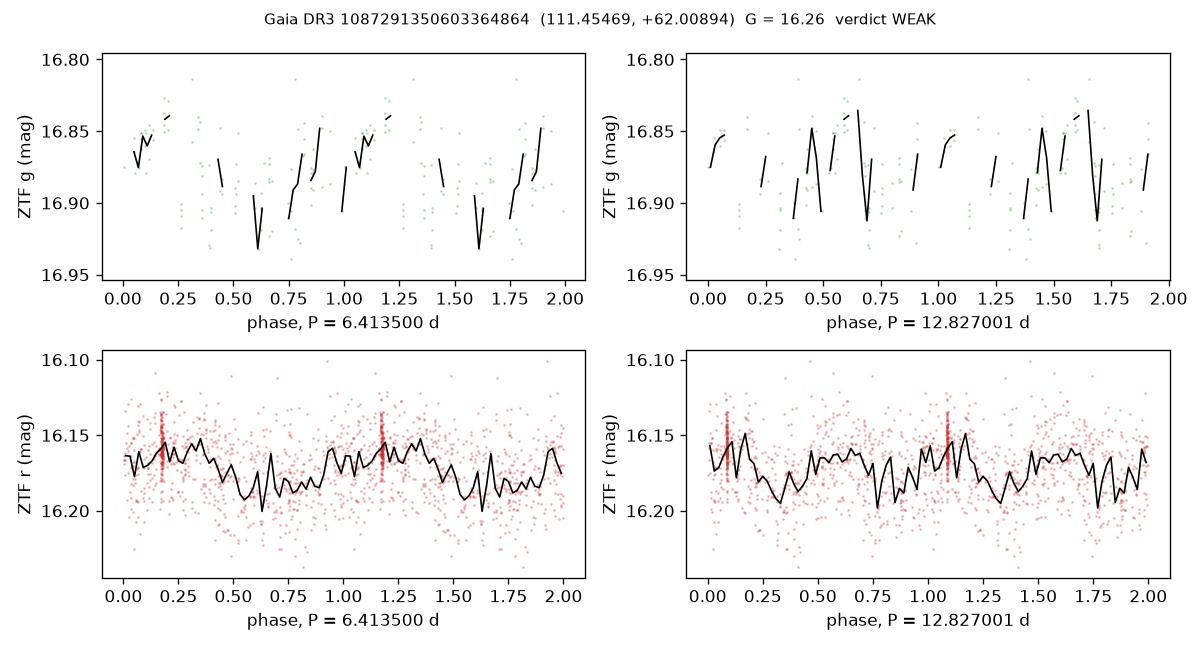 Gaia DR3 1087291350603364864  (111.45469, +62.00894)  G = 16.26  verdict WEAK
ZTF g (mag)
16.80
16.85
16.90
16.95
0.00 0.25 0.50 0.75 1.00 1.25 1.50 1.75 2.00
phase, P = 6.413500 d
ZTF g (mag)
16.80
16.85
16.90
16.95
0.00 0.25 0.50 0.75 1.00 1.25 1.50 1.75 2.00
phase, P = 12.827001 d
ZTF r (mag)
16.10
16.15
16.20
0.00 0.25 0.50 0.75 1.00 1.25 1.50 1.75 2.00
phase, P = 6.413500 d
ZTF r (mag)
16.10
16.15
16.20
0.00 0.25 0.50 0.75 1.00 1.25 1.50 1.75 2.00
phase, P = 12.827001 d